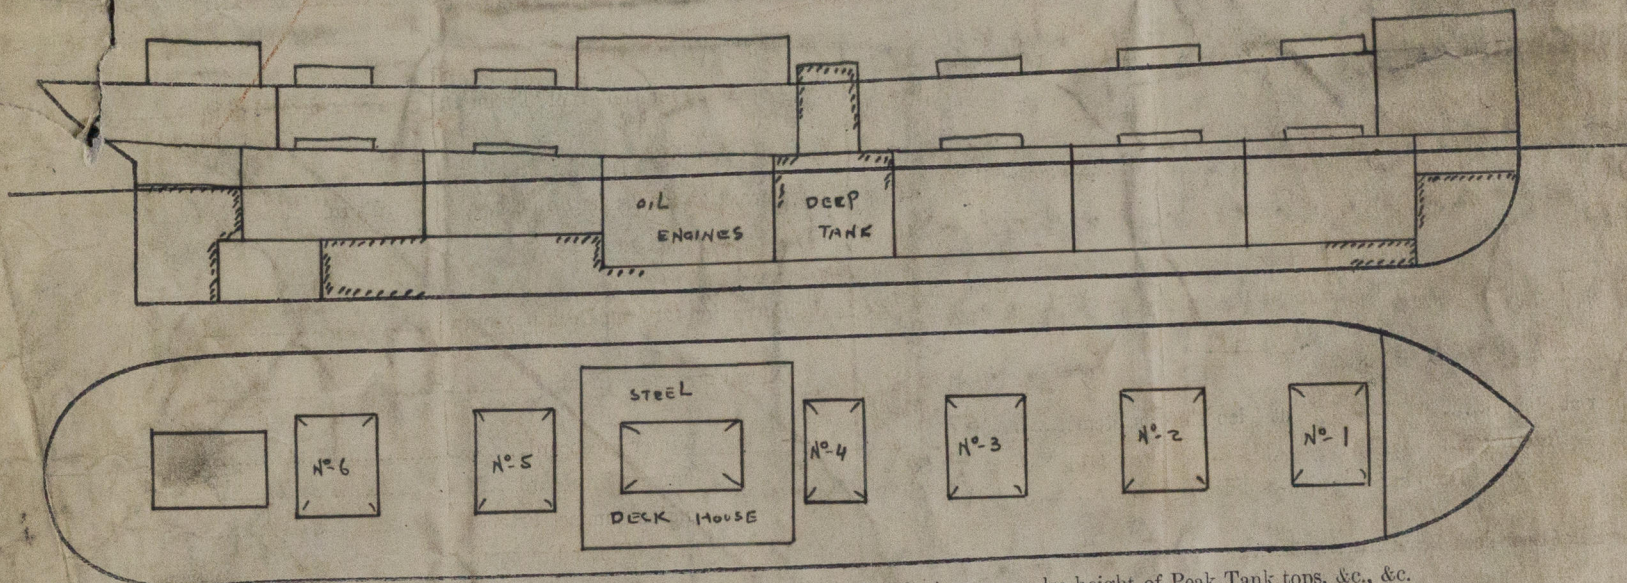 OIL
ENGINES
DEEP
TANK
STEEL
DECK HOUSE
Nº-6
Nº-5
Nº-4
Nº-3
Nº-2
Nº-1
height of Peak Tank tops, &c., &c.